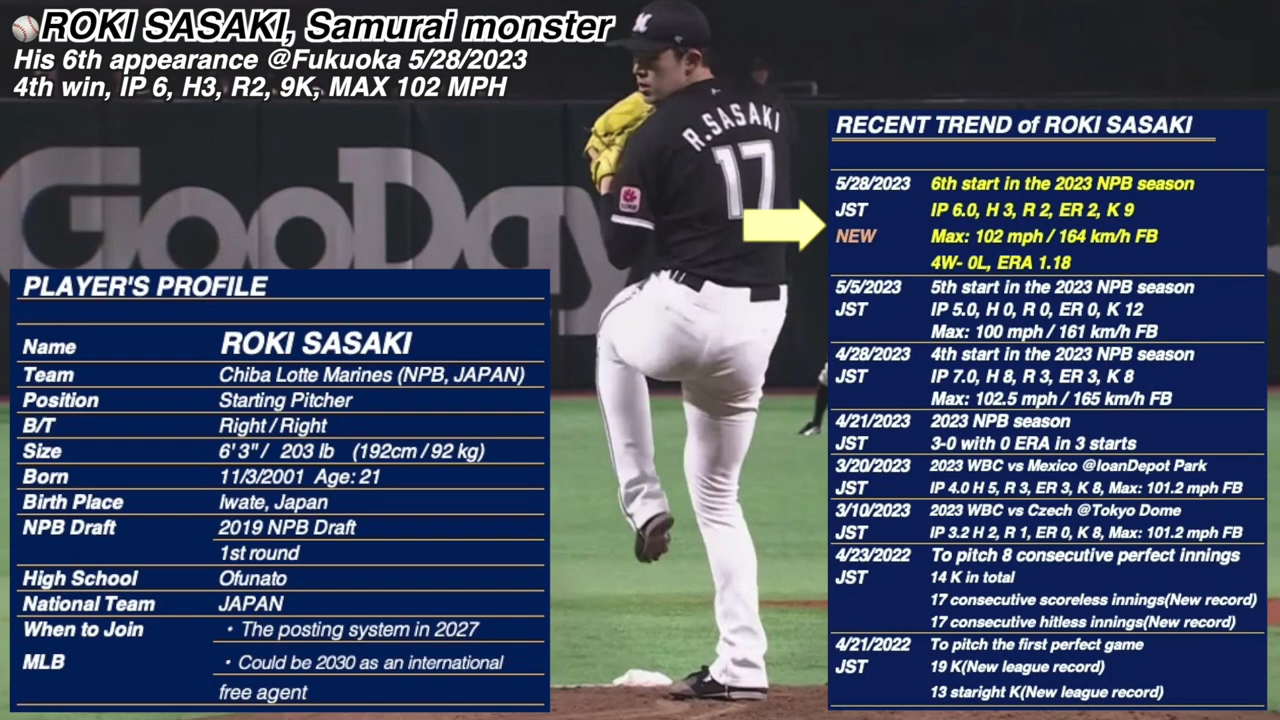 ⚾ROKI SASAKI, Samurai monster
His 6th appearance @Fukuoka 5/28/2023
4th win, IP 6, H3, R2, 9K, MAX 102 MPH
GooDay
R.SASAKI
17
PLAYER'S PROFILE
Name ROKI SASAKI
Team Chiba Lotte Marines (NPB, JAPAN)
Position Starting Pitcher
B/T Right / Right
Size 6' 3" / 203 lb (192cm / 92 kg)
Born 11/3/2001 Age: 21
Birth Place Iwate, Japan
NPB Draft 2019 NPB Draft
1st round
High School Ofunato
National Team JAPAN
When to Join ・The posting system in 2027
MLB ・Could be 2030 as an international
free agent
RECENT TREND of ROKI SASAKI
5/28/2023 6th start in the 2023 NPB season
JST IP 6.0, H 3, R 2, ER 2, K 9
NEW Max: 102 mph / 164 km/h FB
4W- 0L, ERA 1.18
5/5/2023 5th start in the 2023 NPB season
JST IP 5.0, H 0, R 0, ER 0, K 12
Max: 100 mph / 161 km/h FB
4/28/2023 4th start in the 2023 NPB season
JST IP 7.0, H 8, R 3, ER 3, K 8
Max: 102.5 mph / 165 km/h FB
4/21/2023 2023 NPB season
JST 3-0 with 0 ERA in 3 starts
3/20/2023 2023 WBC vs Mexico @loanDepot Park
JST IP 4.0 H 5, R 3, ER 3, K 8, Max: 101.2 mph FB
3/10/2023 2023 WBC vs Czech @Tokyo Dome
JST IP 3.2 H 2, R 1, ER 0, K 8, Max: 101.2 mph FB
4/23/2022 To pitch 8 consecutive perfect innings
JST 14 K in total
17 consecutive scoreless innings(New record)
17 consecutive hitless innings(New record)
4/21/2022 To pitch the first perfect game
JST 19 K(New league record)
13 staright K(New league record)